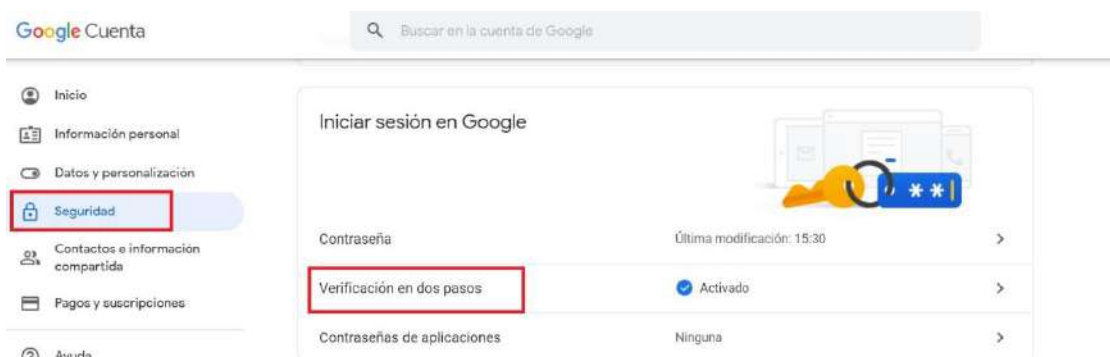 Google Cuenta
Buscar en la cuenta de Google
Inicio
Información personal
Datos y personalización
Seguridad
Contactos e información
compartida
Pagos y suscripciones
Ayuda
Iniciar sesión en Google
**
Contraseña
Última modificación: 15:30
Verificación en dos pasos
Activado
Contraseñas de aplicaciones
Ninguna